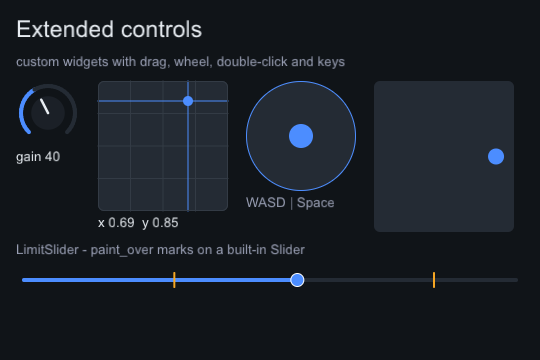 Extended controls
custom widgets with drag, wheel, double-click and keys
gain 40
WASD | Space
x 0.69  y 0.85
LimitSlider - paint_over marks on a built-in Slider